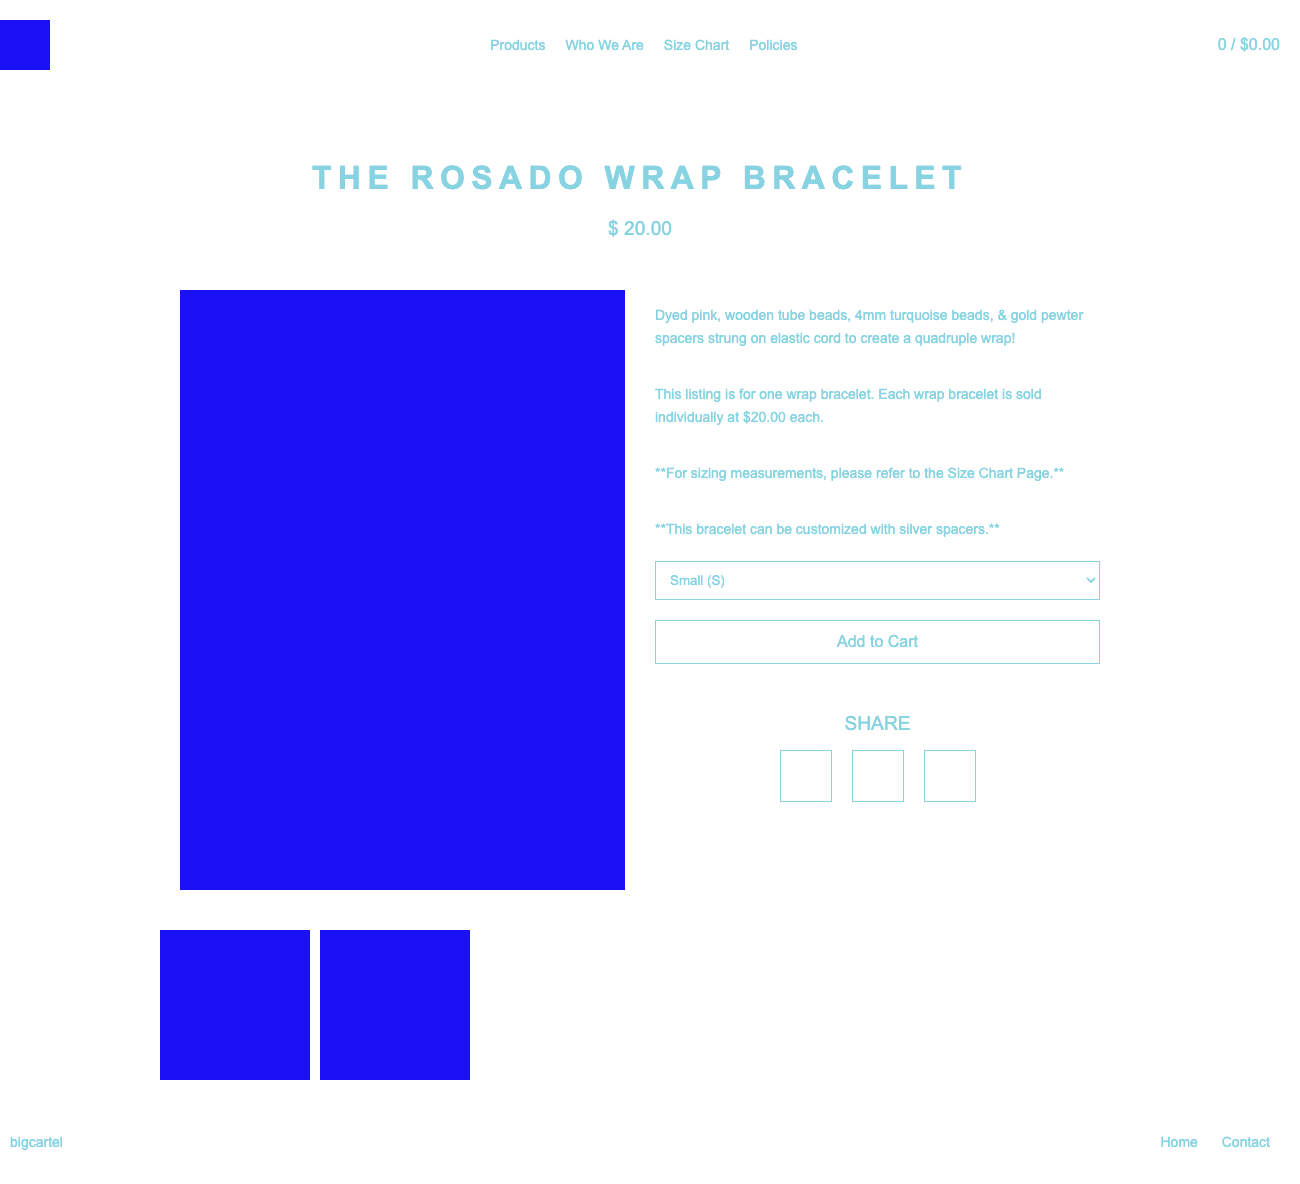 Products Who We Are Size Chart Policies
0 / $0.00
THE ROSADO WRAP BRACELET
$ 20.00
Dyed pink, wooden tube beads, 4mm turquoise beads, & gold pewter
spacers strung on elastic cord to create a quadruple wrap!
This listing is for one wrap bracelet. Each wrap bracelet is sold
individually at $20.00 each.
**For sizing measurements, please refer to the Size Chart Page.**
**This bracelet can be customized with silver spacers.**
Small (S)
Add to Cart
SHARE
bigcartel
Home Contact